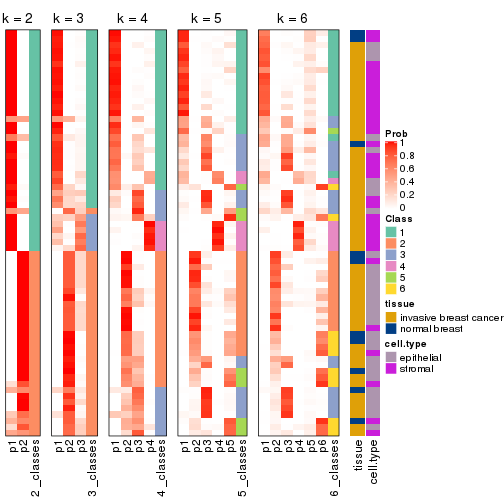 k = 2
k = 3
k = 4
k = 5
k = 6
Prob
1
0.8
0.6
0.4
0.2
0
Class
1
2
3
4
5
6
tissue
invasive breast cancer
normal breast
cell.type
epithelial
stromal
p1
p2
2_classes
p1
p2
p3
3_classes
p1
p2
p3
p4
4_classes
p1
p2
p3
p4
p5
5_classes
p1
p2
p3
p4
p5
p6
6_classes
tissue
cell.type